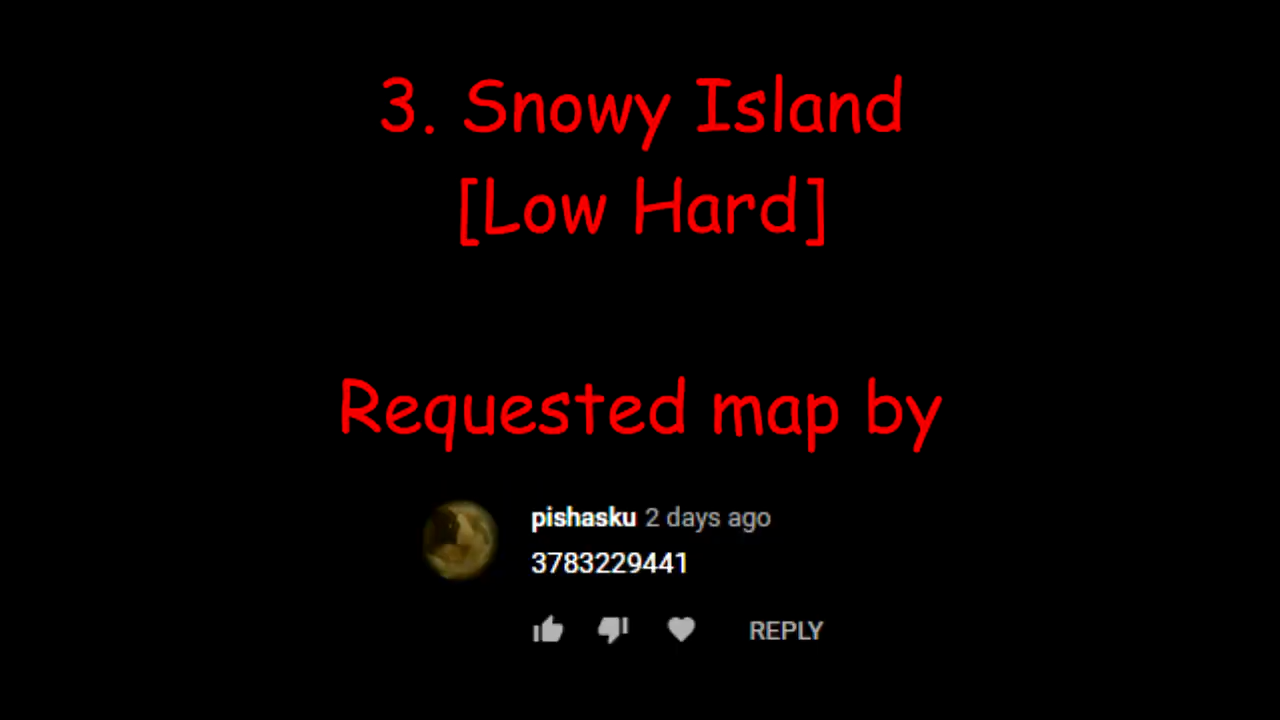 3. Snowy Island
[Low Hard]
Requested map by
pishasku 2 days ago
3783229441
REPLY